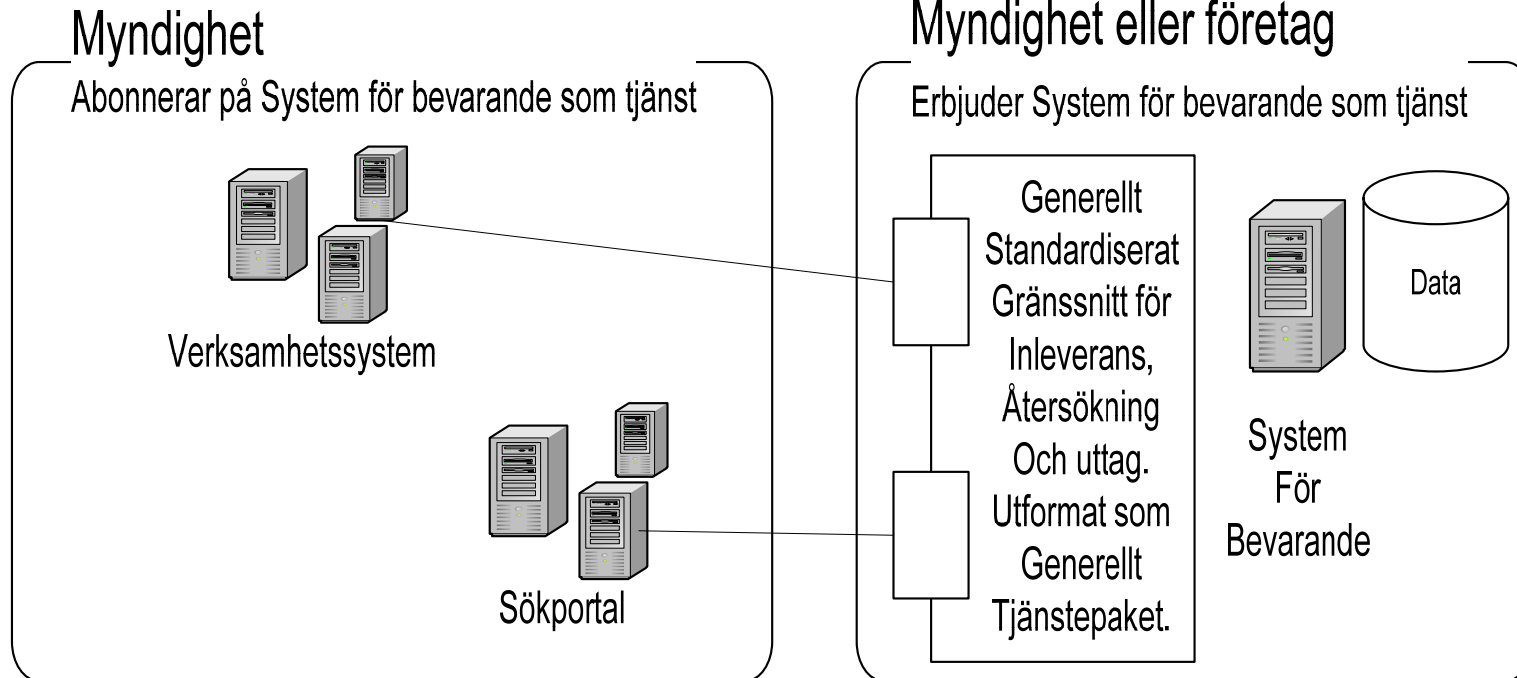 Myndighet
Abonnerar på System för bevarande som tjänst
Verksamhetssystem
Sökportal
Myndighet eller företag
Erbjuder System för bevarande som tjänst
Generellt
Standardiserat
Gränssnitt för
Inleverans,
Återsökning
Och uttag.
Utformat som
Generellt
Tjänstepaket.
Data
System
För
Bevarande